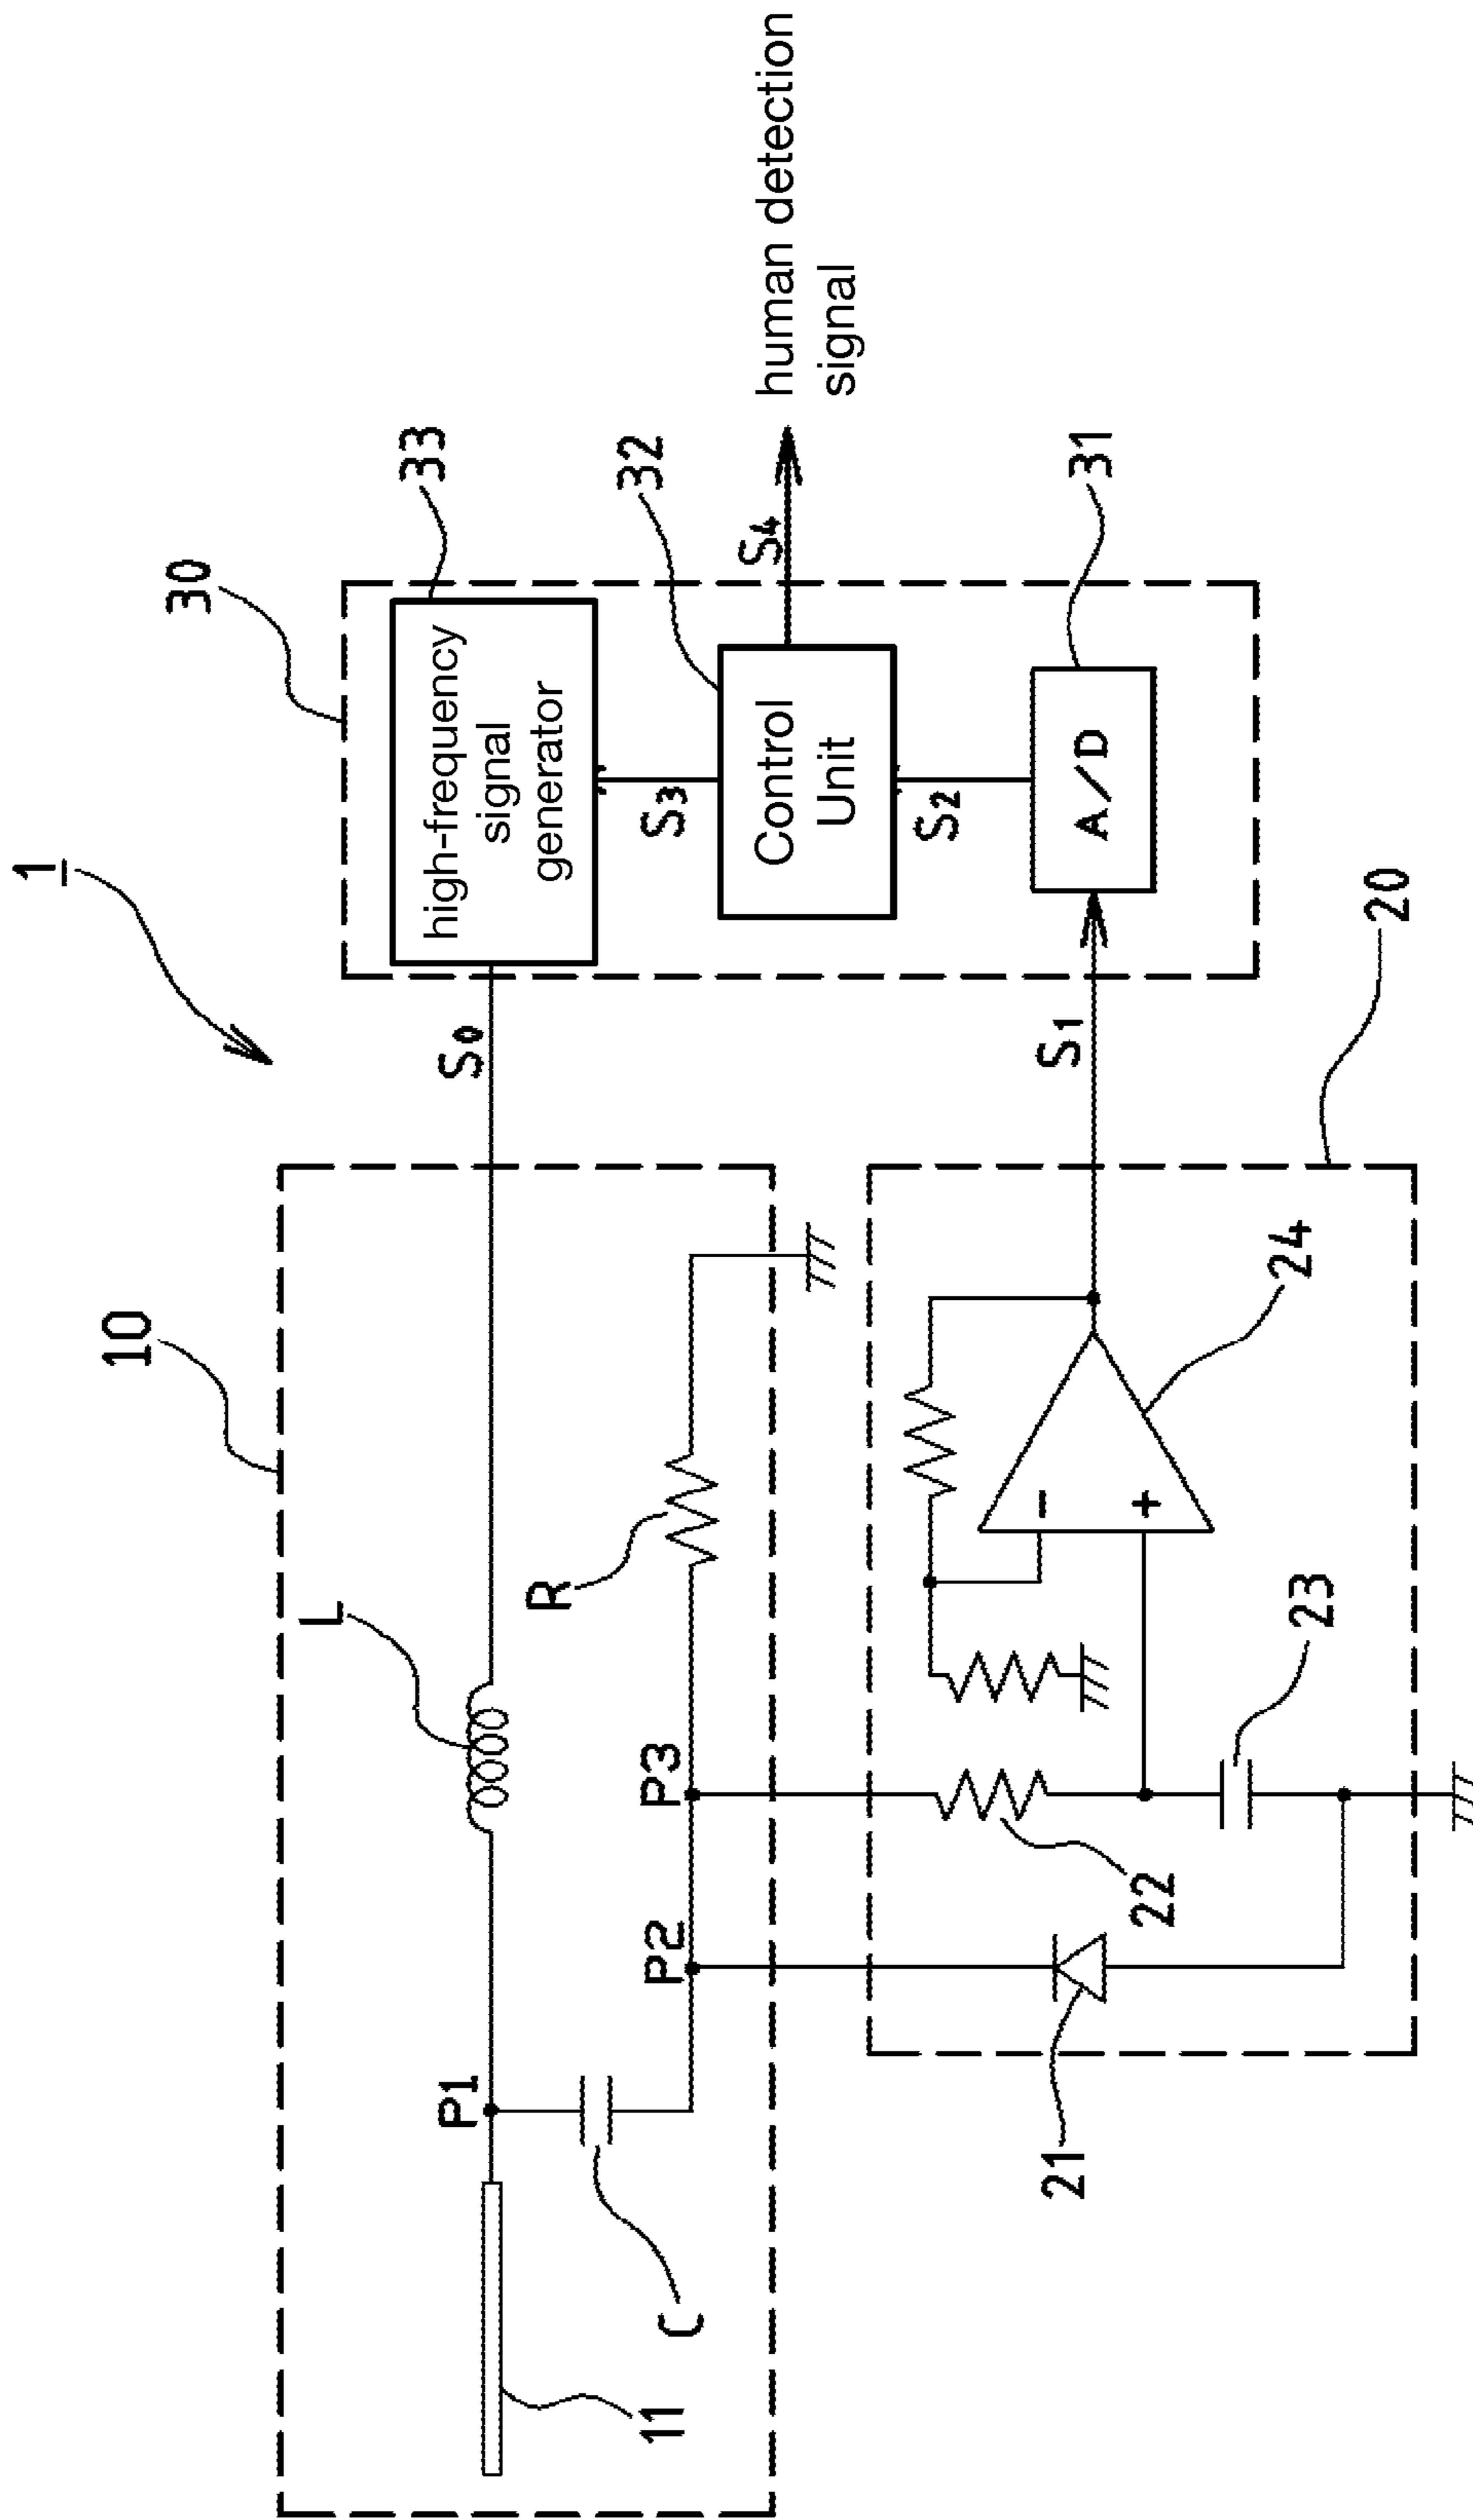 1
10
30
33
high-frequency
signal
generator
L
S0
P1
S3
32
R
P3
P2
C
11
Control
Unit
S4
human detection
signal
S2
S1
A/D
31
−
+
24
23
22
21
20